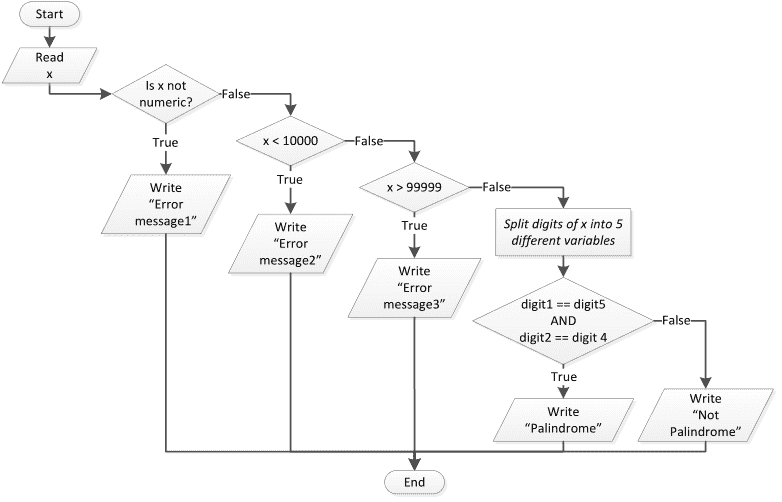 Start
Read
x
Is x not
numeric?
False
True
Write
“Error
message1”
x < 10000
False
True
Write
“Error
message2”
x > 99999
False
True
Write
“Error
message3”
Split digits of x into 5
different variables
digit1 == digit5
AND
digit2 == digit 4
False
True
Write
“Palindrome”
Write
“Not
Palindrome”
End